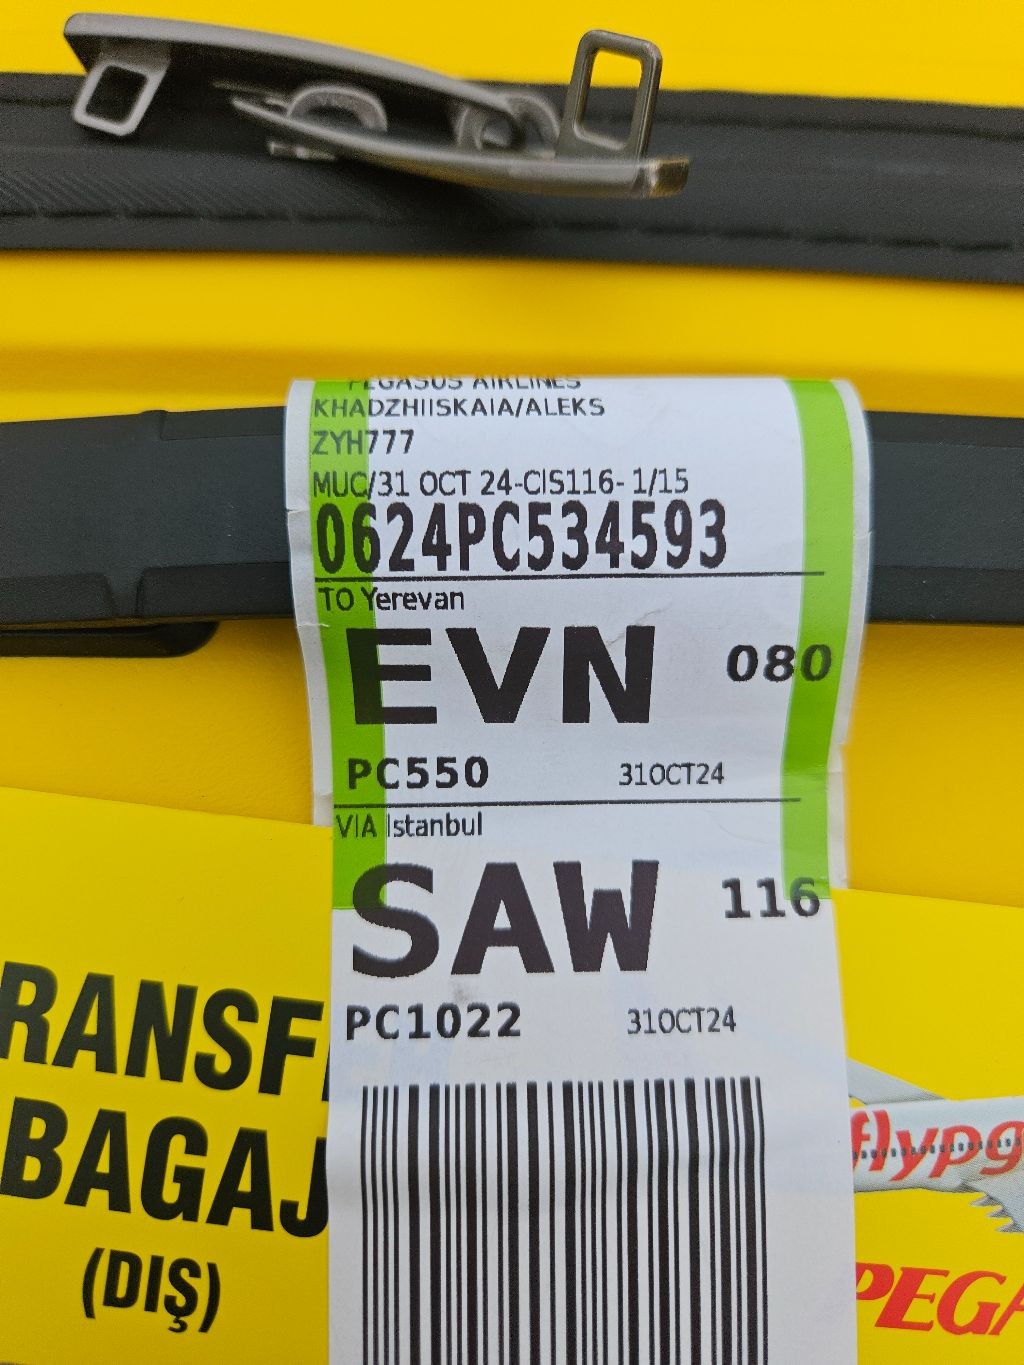 PEGASUS AIRLINES
KHADZHIISKAIA/ALEKS
ZYH777
MUC/31 OCT 24-CIS116- 1/15
0624PC534593
TO Yerevan
EVN 080
PC550 31OCT24
VIA Istanbul
SAW 116
PC1022 31OCT24
RANSF
BAGAJ
(DIŞ)
flypg
PEGA